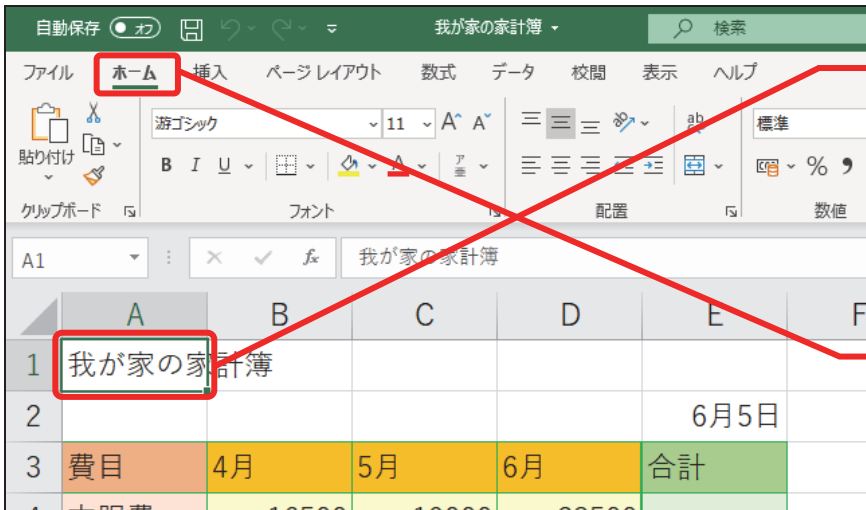 自動保存 オフ 我が家の家計簿 検索
ファイル ホーム 挿入 ページ レイアウト 数式 データ 校閲 表示 ヘルプ
游ゴシック 11 A A ab 標準
貼り付け
B I U A ア亜 % 9
クリップボード フォント 配置 数値
A1 fx 我が家の家計簿
A B C D E F
1 我が家の家計簿
2 6月5日
3 費目 4月 5月 6月 合計